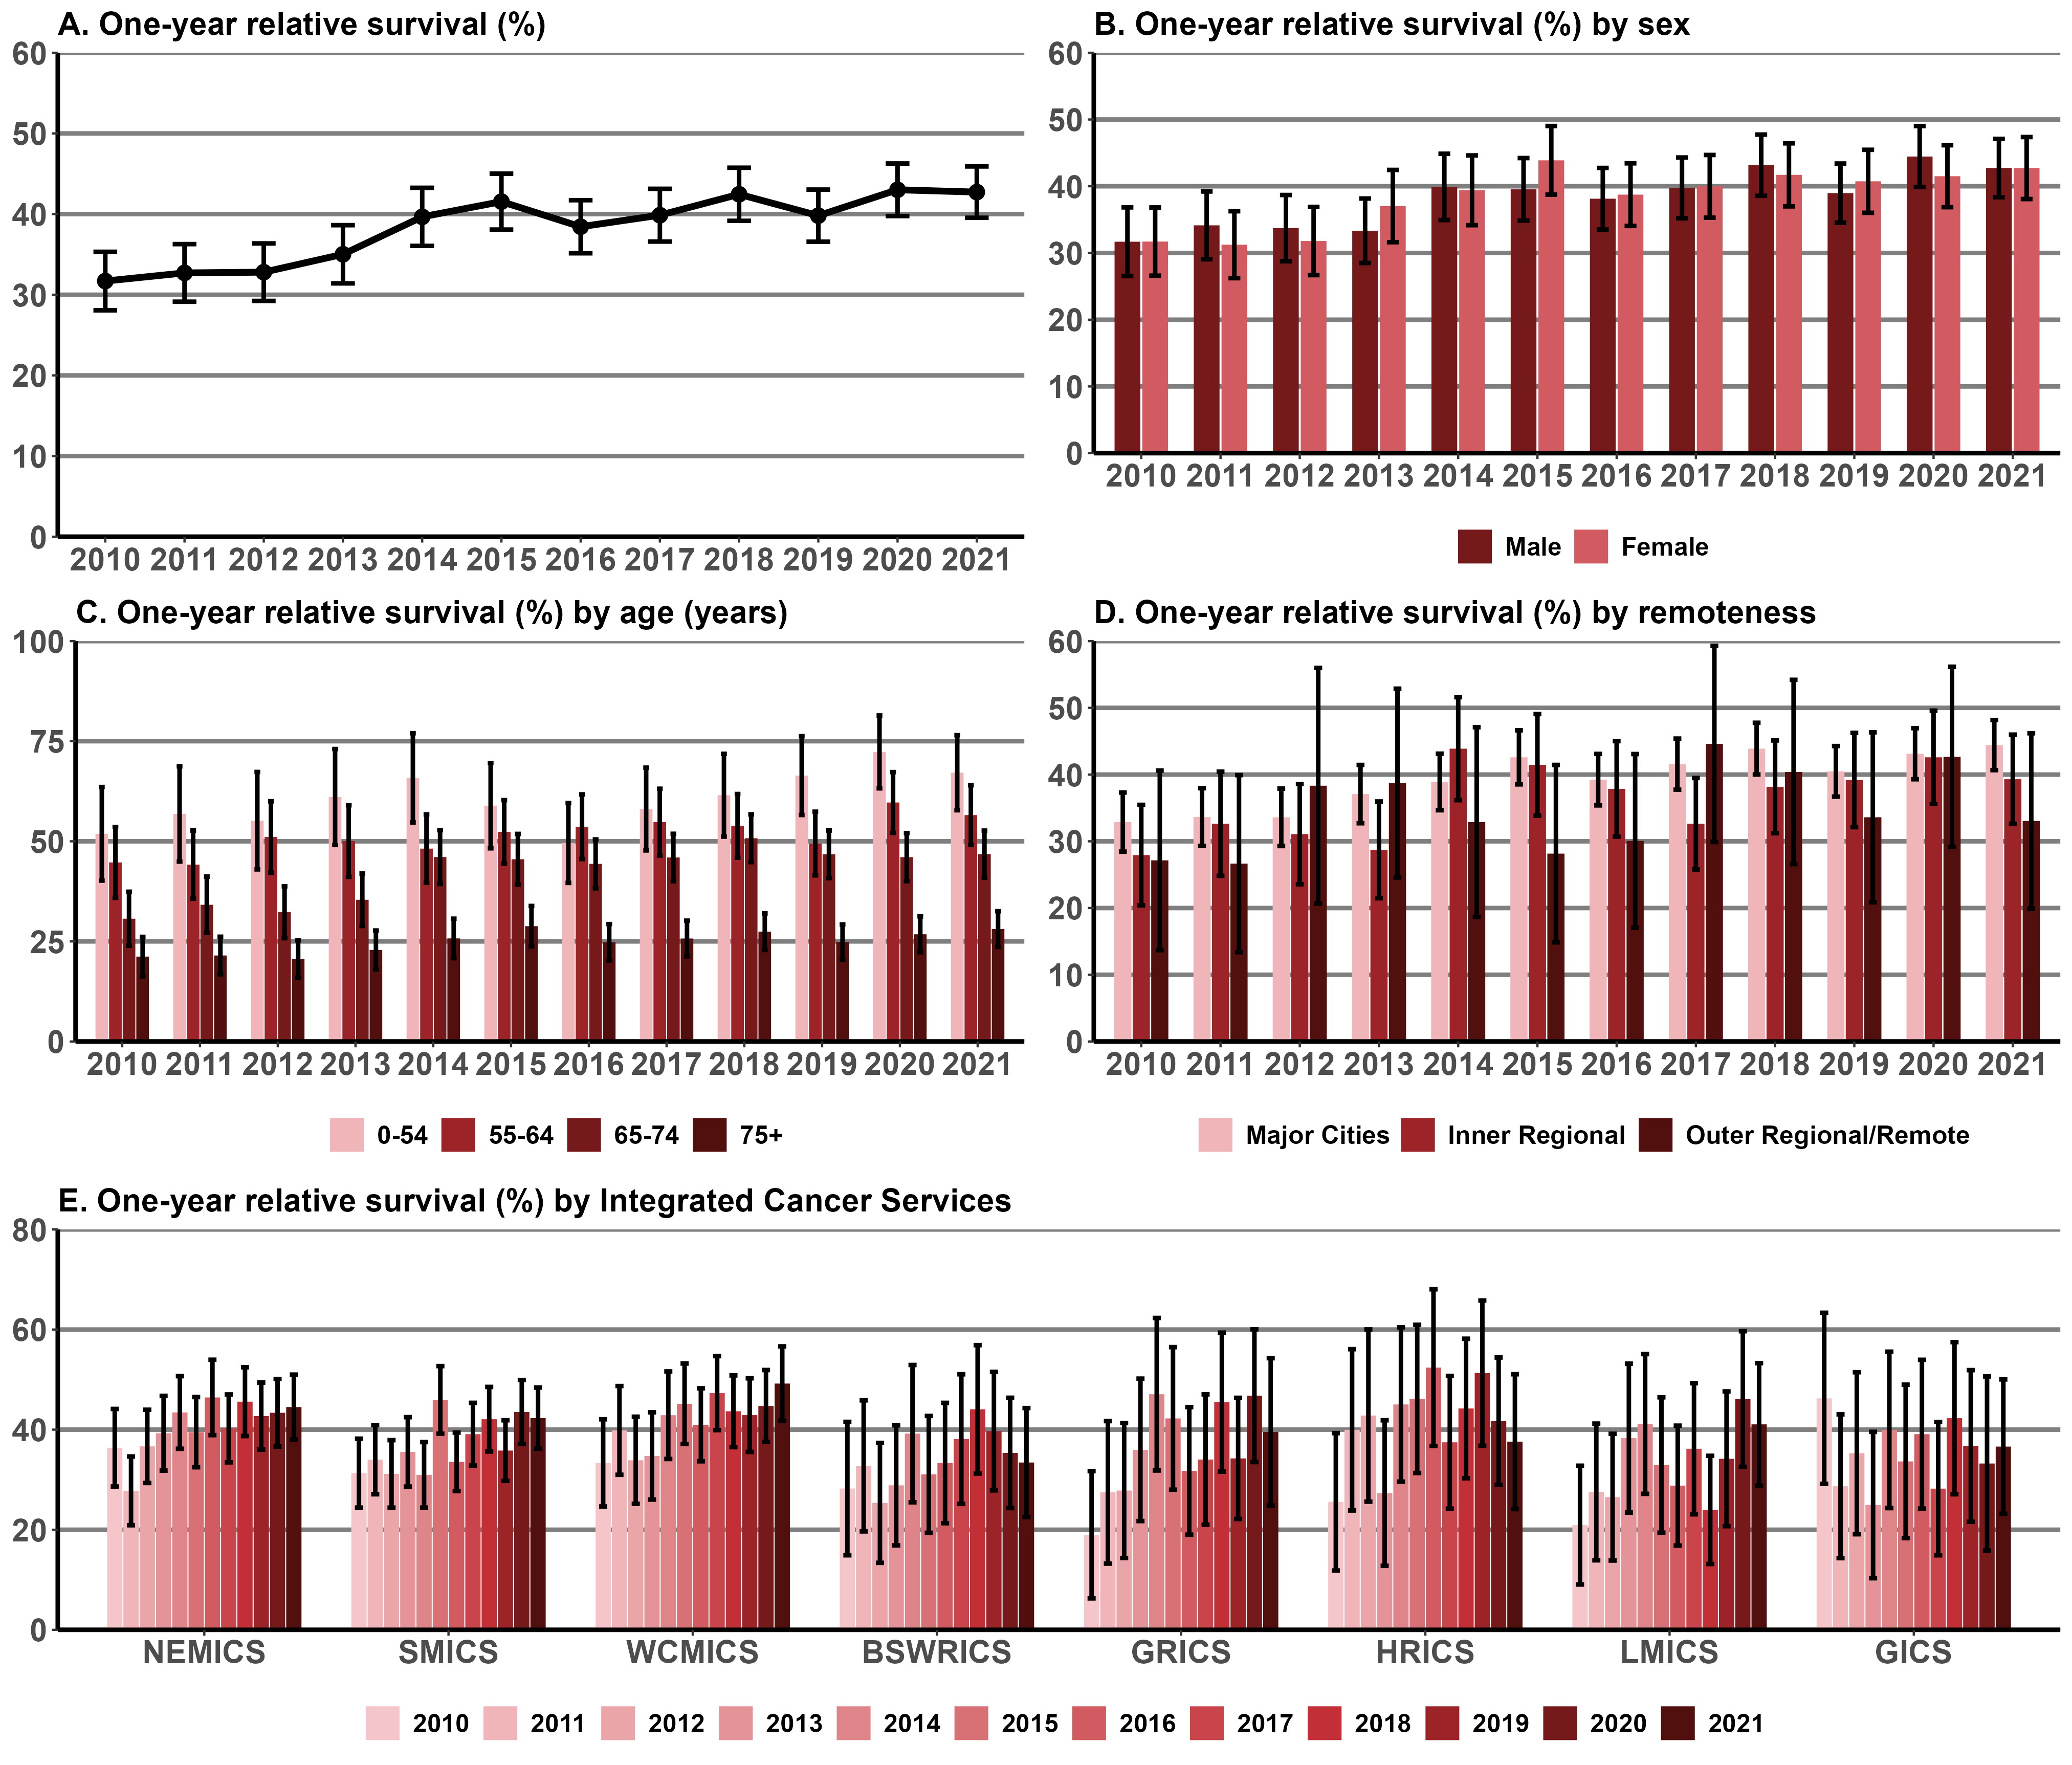 A. One-year relative survival (%)
60
50
40
30
20
10
0
2010 2011 2012 2013 2014 2015 2016 2017 2018 2019 2020 2021
B. One-year relative survival (%) by sex
60
50
40
30
20
10
0
2010 2011 2012 2013 2014 2015 2016 2017 2018 2019 2020 2021
Male Female
C. One-year relative survival (%) by age (years)
100
75
50
25
0
2010 2011 2012 2013 2014 2015 2016 2017 2018 2019 2020 2021
0-54 55-64 65-74 75+
D. One-year relative survival (%) by remoteness
60
50
40
30
20
10
0
2010 2011 2012 2013 2014 2015 2016 2017 2018 2019 2020 2021
Major Cities Inner Regional Outer Regional/Remote
E. One-year relative survival (%) by Integrated Cancer Services
80
60
40
20
0
NEMICS SMICS WCMICS BSWRICS GRICS HRICS LMICS GICS
2010 2011 2012 2013 2014 2015 2016 2017 2018 2019 2020 2021